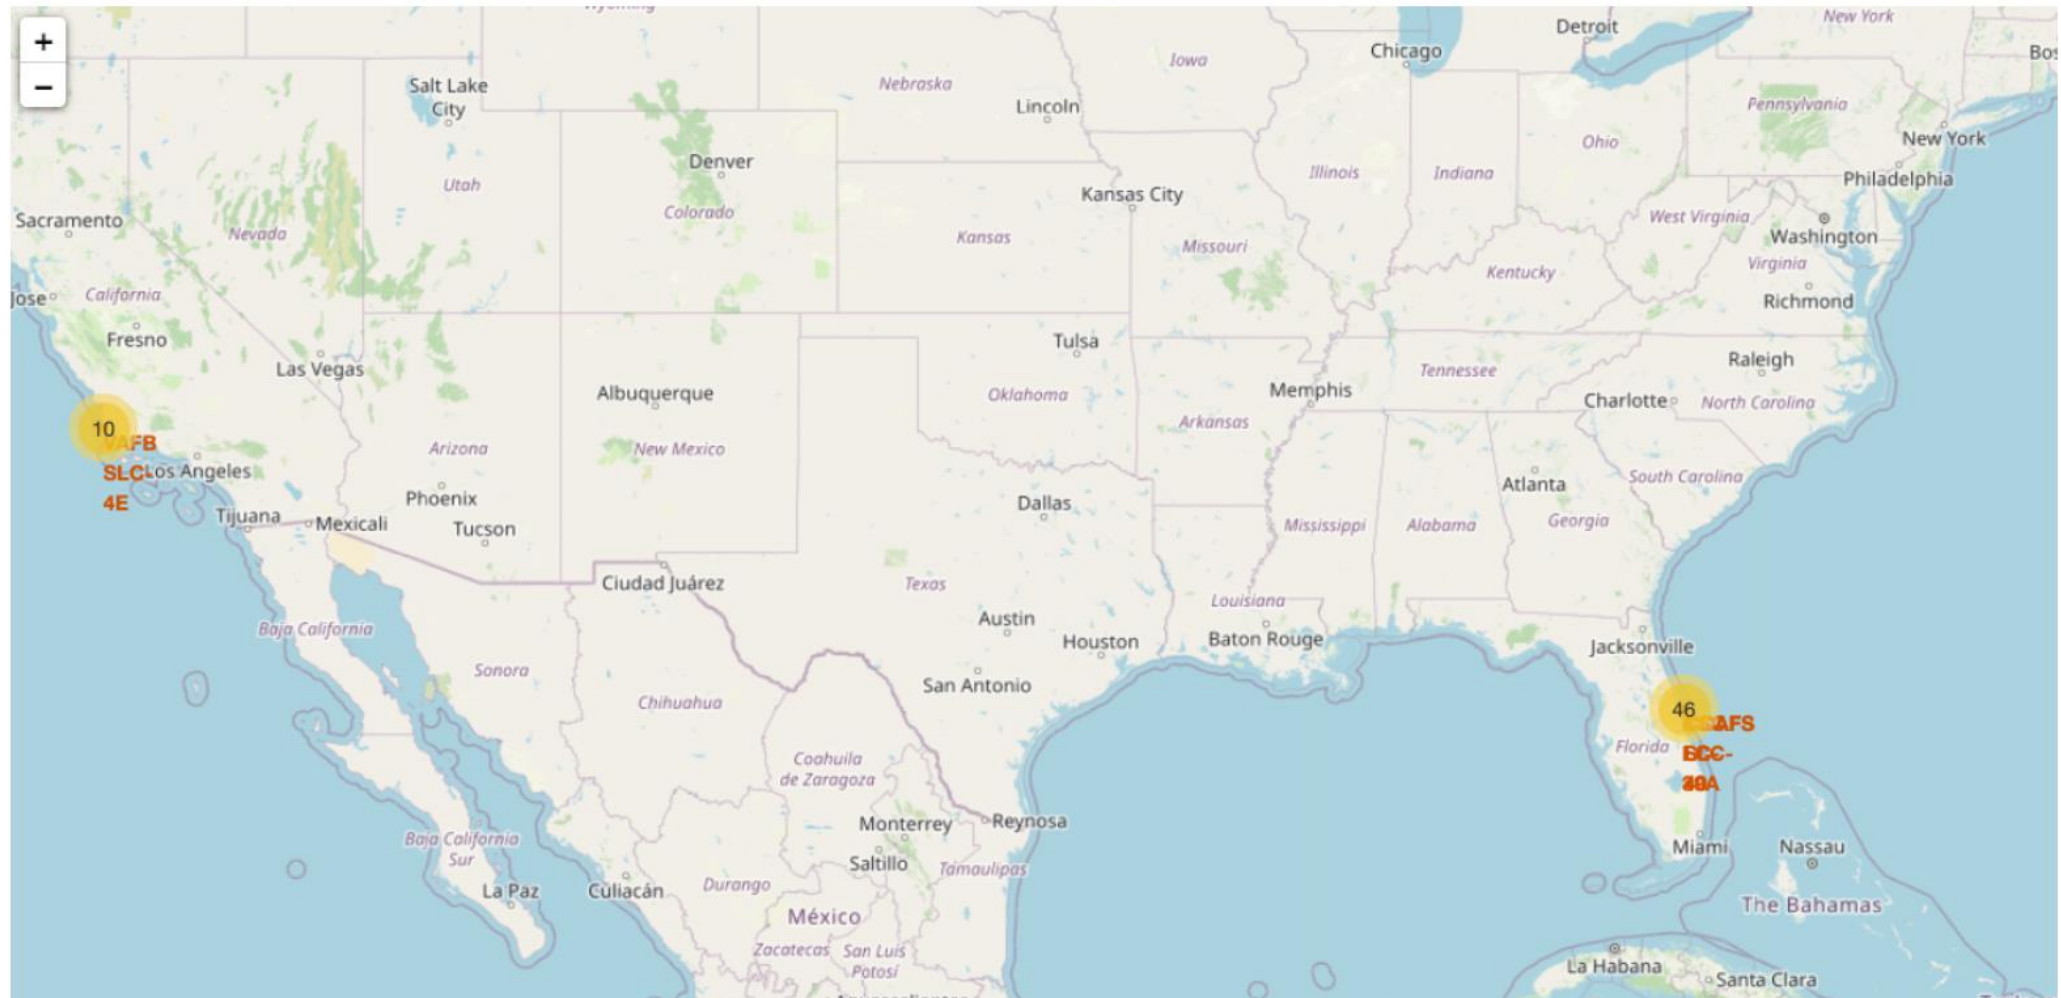 +
−
Wyoming
Detroit
New York
Chicago
Iowa
Bos
Salt Lake
City
Nebraska
Lincoln
Pennsylvania
New York
Ohio
Denver
Illinois
Indiana
Philadelphia
Utah
Kansas City
Colorado
Sacramento
West Virginia
Nevada
Kansas
Missouri
Washington
Virginia
Kentucky
Jose
California
Richmond
Fresno
Las Vegas
Tulsa
Raleigh
Tennessee
Albuquerque
Oklahoma
Memphis
Charlotte
North Carolina
Arkansas
10
VAFB
SLC-
4E
Los Angeles
Arizona
New Mexico
South Carolina
Atlanta
Phoenix
Dallas
Tijuana
Mexicali
Tucson
Mississippi
Alabama
Georgia
Ciudad Juárez
Texas
Louisiana
Austin
Baja California
Houston
Baton Rouge
Jacksonville
Sonora
San Antonio
Chihuahua
46
Florida
Coahuila
de Zaragoza
Monterrey
Reynosa
Baja California
Sur
Saltillo
Tamaulipas
Miami
Nassau
La Paz
Culiacán
Durango
The Bahamas
México
Zacatecas
San Luis
Potosí
La Habana
Santa Clara